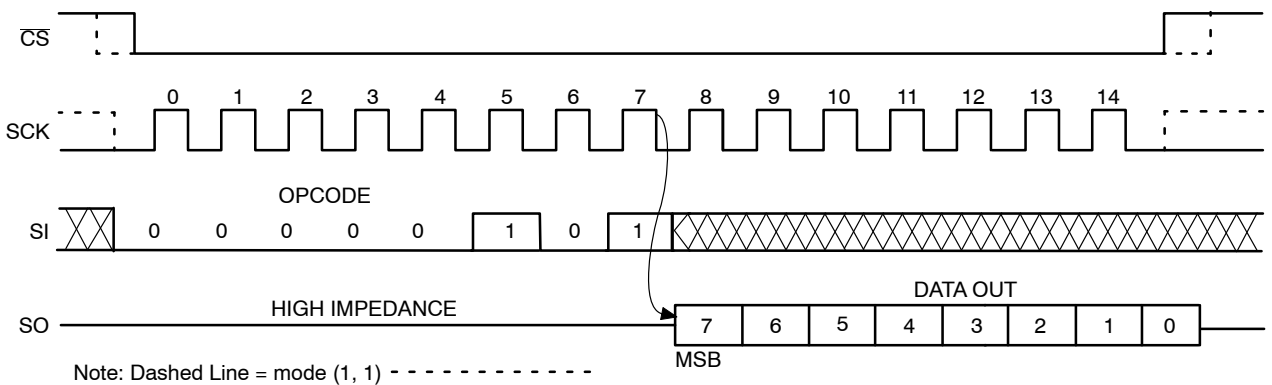 CS
0 1 2 3 4 5 6 7 8 9 10 11 12 13 14
SCK
OPCODE
SI 0 0 0 0 0 1 0 1
DATA OUT
HIGH IMPEDANCE
SO 7 6 5 4 3 2 1 0
MSB
Note: Dashed Line = mode (1, 1)